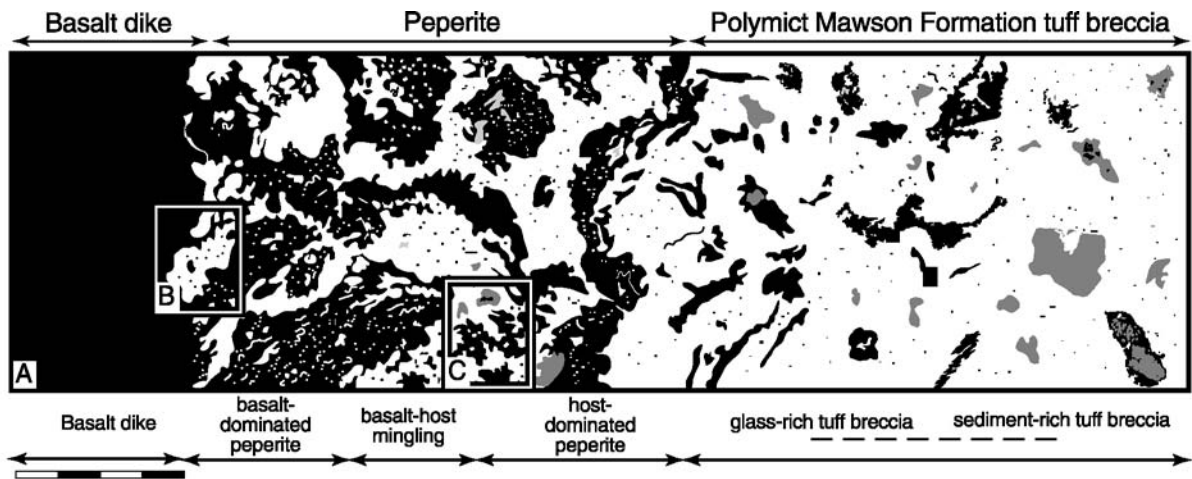 Basalt dike
Peperite
Polymict Mawson Formation tuff breccia
B
A
C
Basalt dike
basalt-
dominated
peperite
basalt-host
mingling
host-
dominated
peperite
glass-rich tuff breccia
sediment-rich tuff breccia